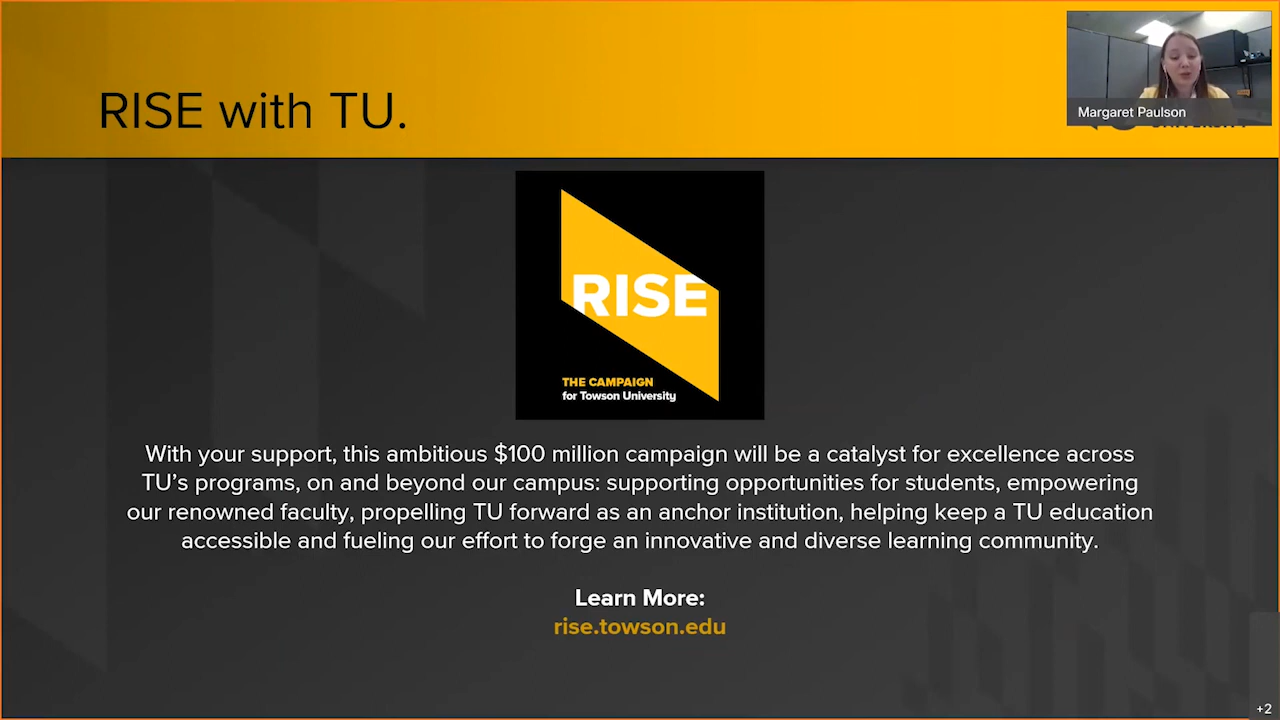 RISE with TU.
Margaret Paulson
RISE
THE CAMPAIGN
for Towson University
With your support, this ambitious $100 million campaign will be a catalyst for excellence across
TU’s programs, on and beyond our campus: supporting opportunities for students, empowering
our renowned faculty, propelling TU forward as an anchor institution, helping keep a TU education
accessible and fueling our effort to forge an innovative and diverse learning community.
Learn More:
rise.towson.edu
+2